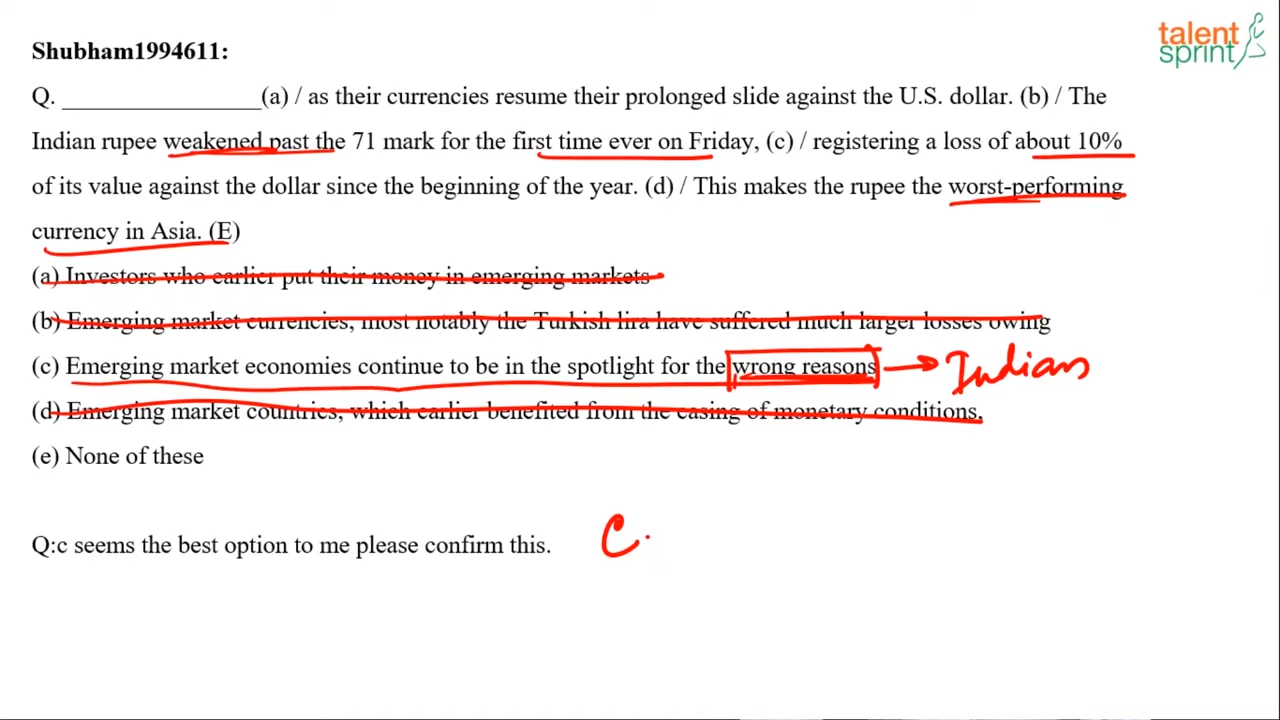 talent
sprint
Shubham1994611:
Q. ________________(a) / as their currencies resume their prolonged slide against the U.S. dollar. (b) / The
Indian rupee weakened past the 71 mark for the first time ever on Friday, (c) / registering a loss of about 10%
of its value against the dollar since the beginning of the year. (d) / This makes the rupee the worst-performing
currency in Asia. (E)
(a) Investors who earlier put their money in emerging markets
(b) Emerging market currencies, most notably the Turkish lira have suffered much larger losses owing
(c) Emerging market economies continue to be in the spotlight for the wrong reasons → Indians
(d) Emerging market countries, which earlier benefited from the easing of monetary conditions,
(e) None of these
Q:c seems the best option to me please confirm this. C.